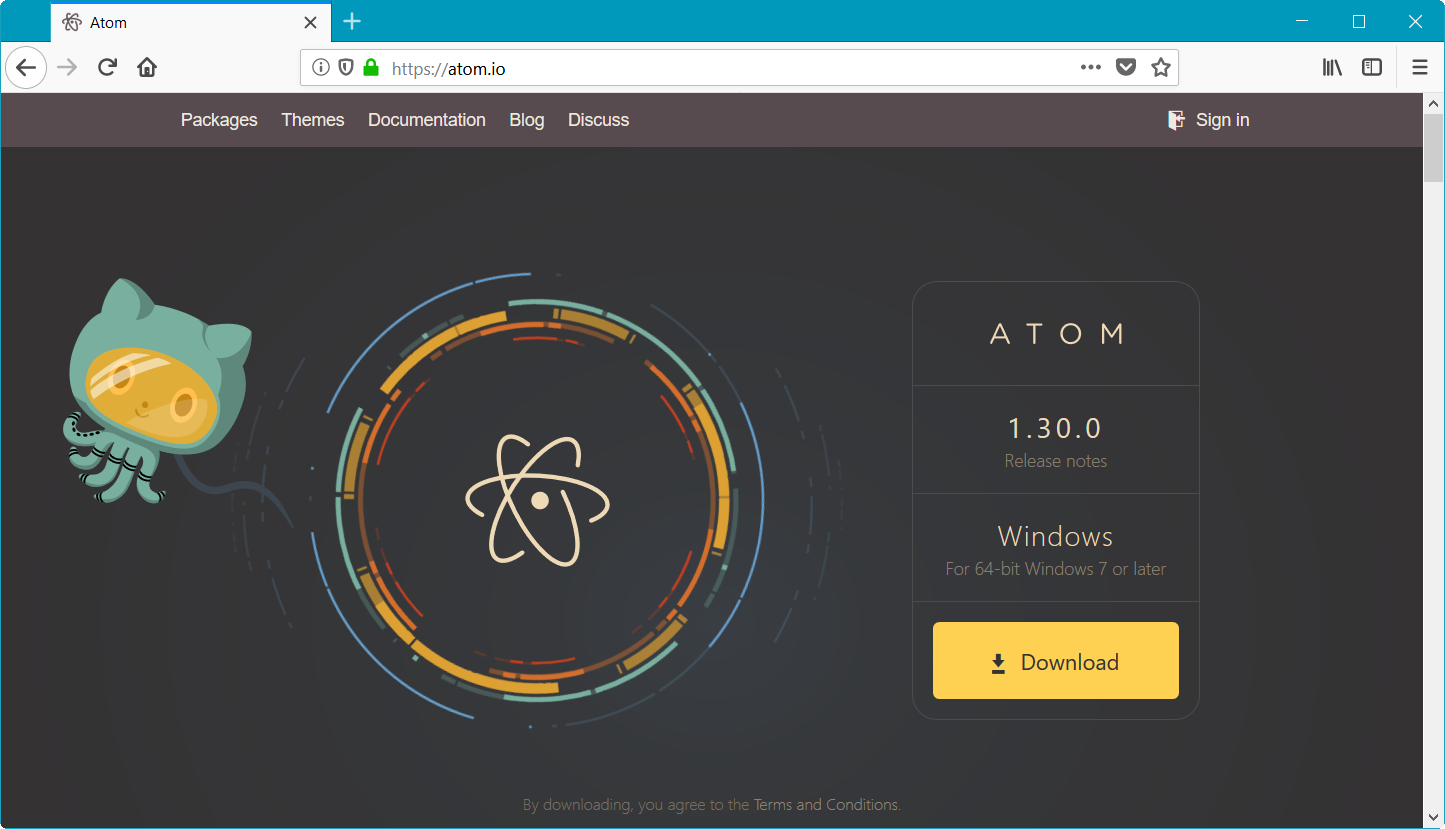 Atom
https://atom.io
Packages Themes Documentation Blog Discuss Sign in
ATOM
1.30.0
Release notes
Windows
For 64-bit Windows 7 or later
Download
By downloading, you agree to the Terms and Conditions.